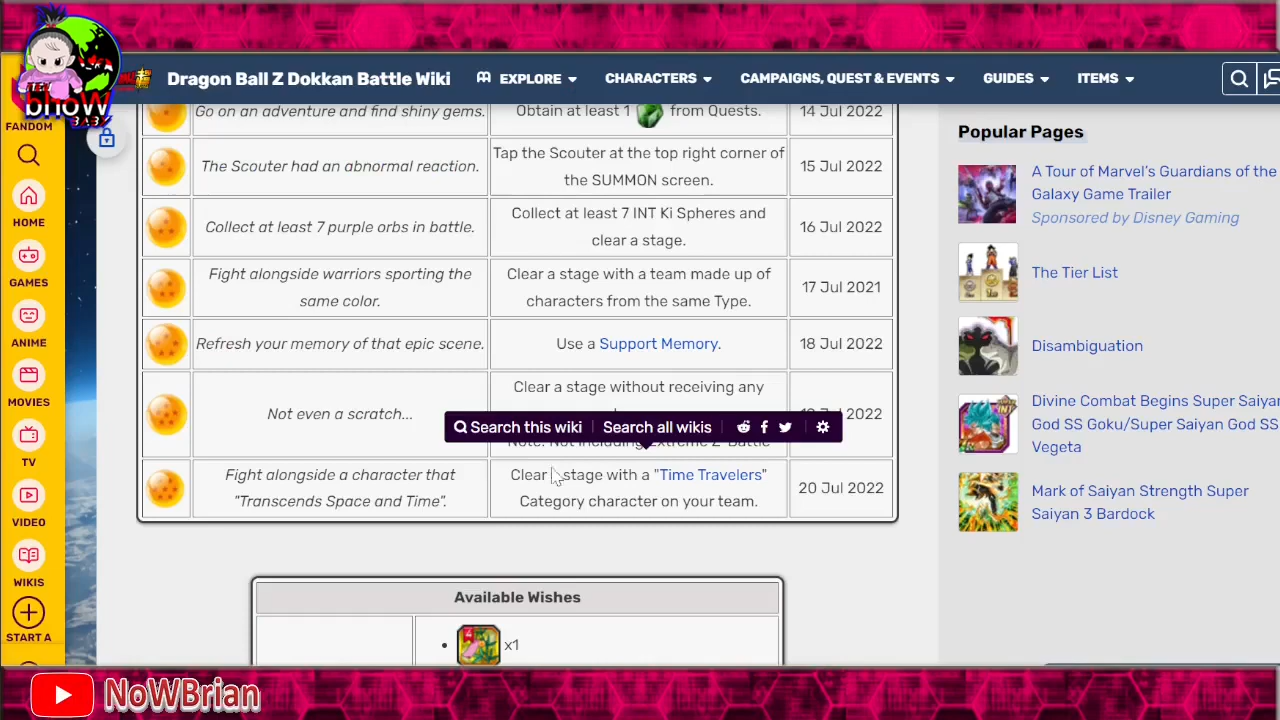 bHoW
BABY
Dragon Ball Z Dokkan Battle Wiki
EXPLORE
CHARACTERS
CAMPAIGNS, QUEST & EVENTS
GUIDES
ITEMS
FANDOM
HOME
GAMES
ANIME
MOVIES
TV
VIDEO
WIKIS
START A
Go on an adventure and find shiny gems.
Obtain at least 1 from Quests.
14 Jul 2022
The Scouter had an abnormal reaction.
Tap the Scouter at the top right corner of
the SUMMON screen.
15 Jul 2022
Collect at least 7 purple orbs in battle.
Collect at least 7 INT Ki Spheres and
clear a stage.
16 Jul 2022
Fight alongside warriors sporting the
same color.
Clear a stage with a team made up of
characters from the same Type.
17 Jul 2021
Refresh your memory of that epic scene.
Use a Support Memory.
18 Jul 2022
Not even a scratch...
Clear a stage without receiving any
Search this wiki
Search all wikis
Note: Not including Extreme Z-Battle
2022
Fight alongside a character that
"Transcends Space and Time".
Clear a stage with a "Time Travelers"
Category character on your team.
20 Jul 2022
Available Wishes
x1
Popular Pages
A Tour of Marvel's Guardians of the
Galaxy Game Trailer
Sponsored by Disney Gaming
The Tier List
Disambiguation
Divine Combat Begins Super Saiyan
God SS Goku/Super Saiyan God SS
Vegeta
Mark of Saiyan Strength Super
Saiyan 3 Bardock
NoWBrian